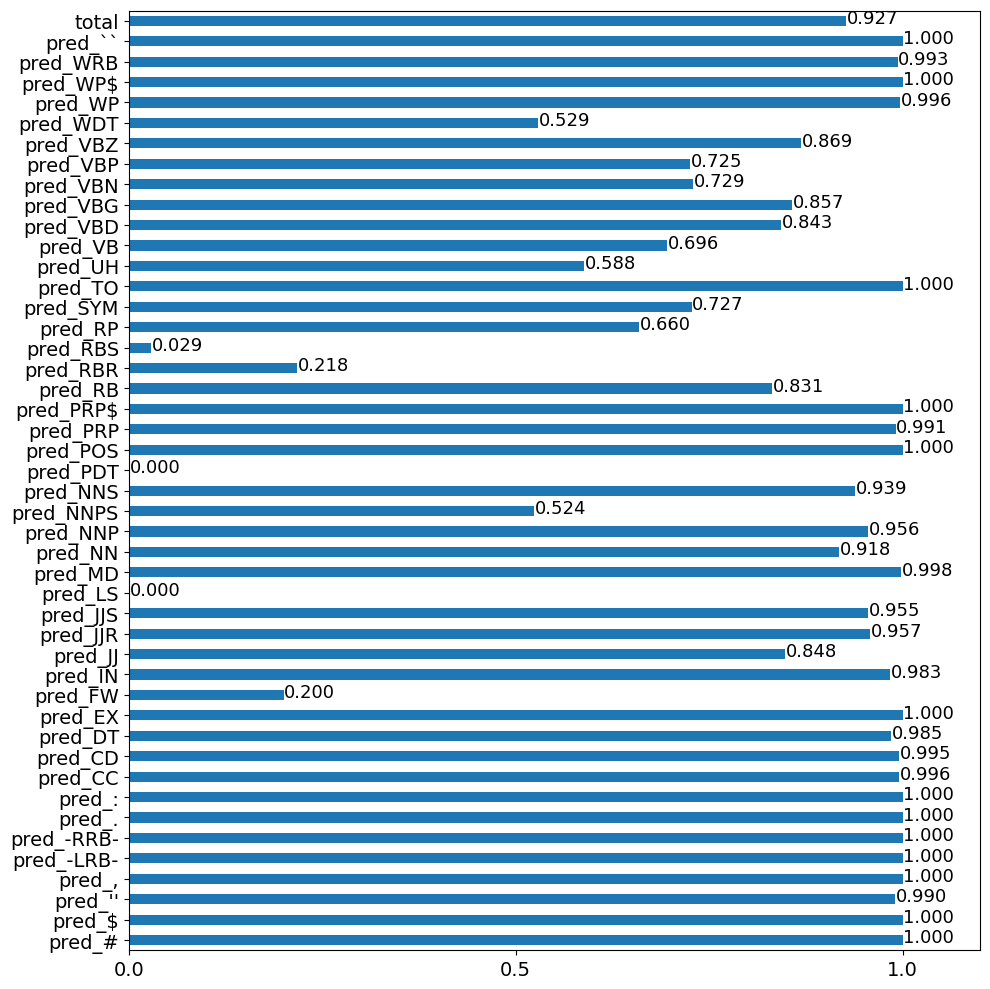 total 0.927
pred_`` 1.000
pred_WRB 0.993
pred_WP$ 1.000
pred_WP 0.996
pred_WDT 0.529
pred_VBZ 0.869
pred_VBP 0.725
pred_VBN 0.729
pred_VBG 0.857
pred_VBD 0.843
pred_VB 0.696
pred_UH 0.588
pred_TO 1.000
pred_SYM 0.727
pred_RP 0.660
pred_RBS 0.029
pred_RBR 0.218
pred_RB 0.831
pred_PRP$ 1.000
pred_PRP 0.991
pred_POS 1.000
pred_PDT 0.000
pred_NNS 0.939
pred_NNPS 0.524
pred_NNP 0.956
pred_NN 0.918
pred_MD 0.998
pred_LS 0.000
pred_JJS 0.955
pred_JJR 0.957
pred_JJ 0.848
pred_IN 0.983
pred_FW 0.200
pred_EX 1.000
pred_DT 0.985
pred_CD 0.995
pred_CC 0.996
pred_: 1.000
pred_. 1.000
pred_-RRB- 1.000
pred_-LRB- 1.000
pred_, 1.000
pred_'' 0.990
pred_$ 1.000
pred_# 1.000
0.0 0.5 1.0